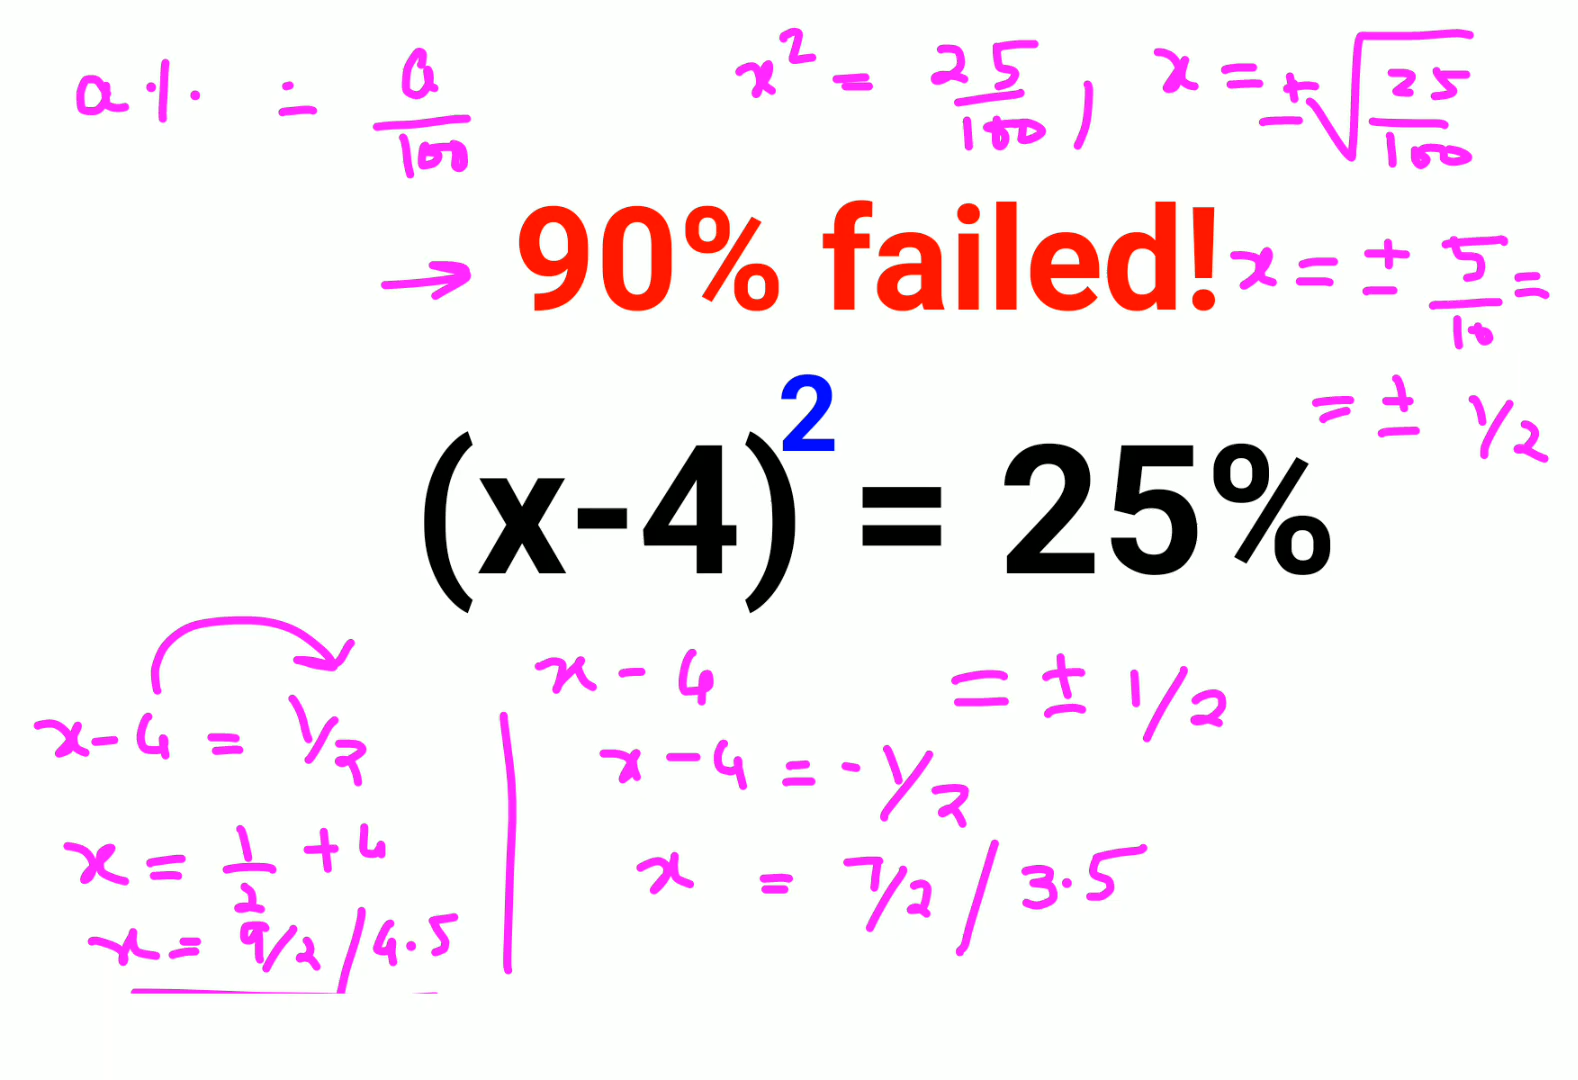 a% = a/100
x² = 25/100, x = ±√25/100
→ 90% failed! x = ± 5/10 =
= ± 1/2
(x-4)² = 25%
x - 4 = ± 1/2
x - 4 = 1/2
x - 4 = - 1/2
x = 1/2 + 4
x = 7/2 / 3.5
x = 9/2 / 4.5